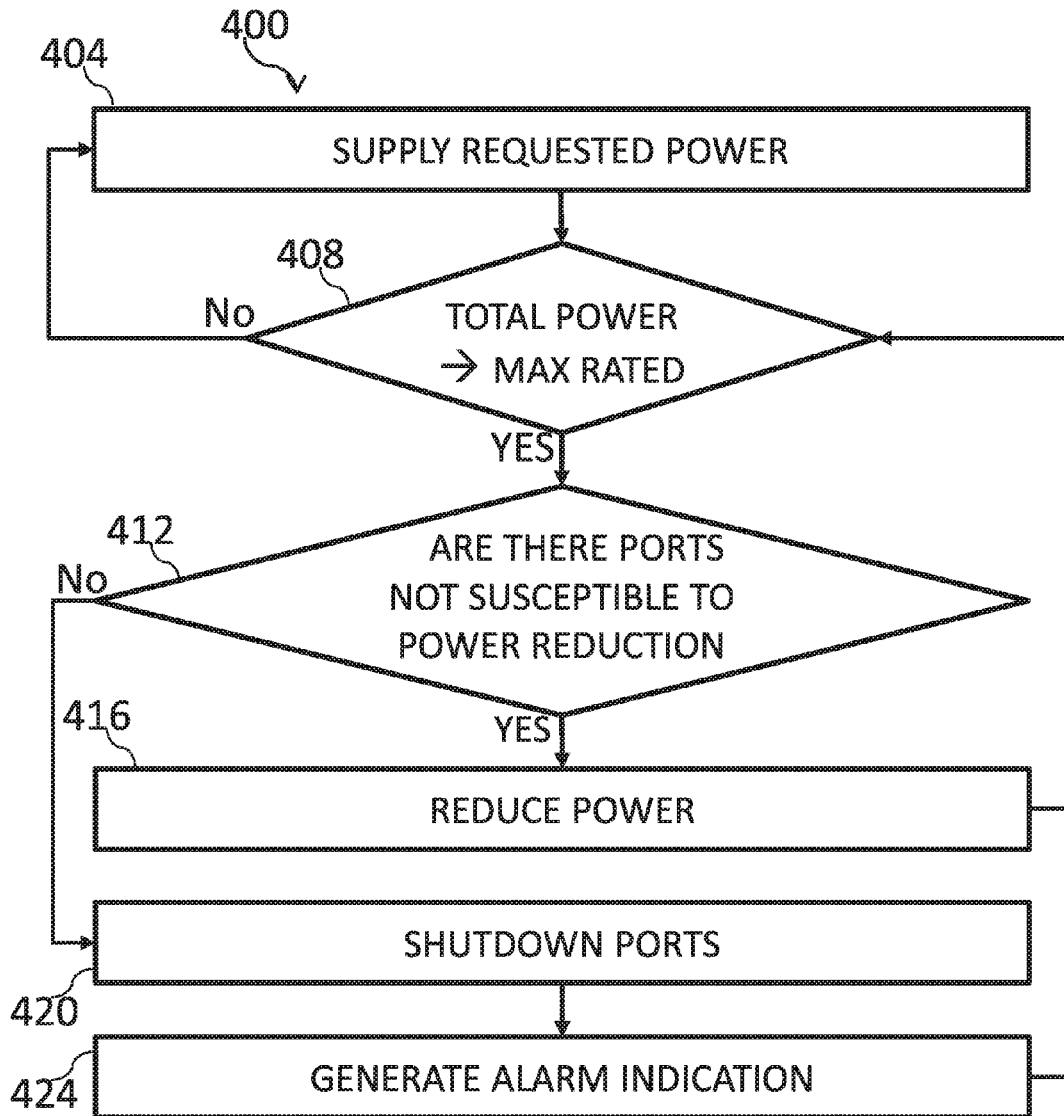 400
404
SUPPLY REQUESTED POWER
408
No
TOTAL POWER
→ MAX RATED
YES
412
No
ARE THERE PORTS
NOT SUSCEPTIBLE TO
POWER REDUCTION
YES
416
REDUCE POWER
SHUTDOWN PORTS
420
424
GENERATE ALARM INDICATION